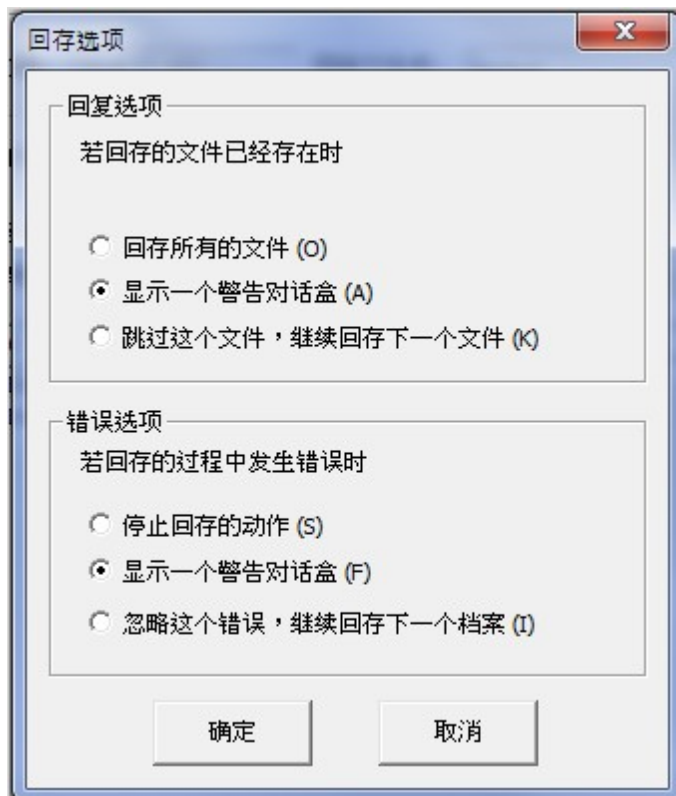 回存选项
回复选项
若回存的文件已经存在时
回存所有的文件 (O)
显示一个警告对话盒 (A)
跳过这个文件，继续回存下一个文件 (K)
错误选项
若回存的过程中发生错误时
停止回存的动作 (S)
显示一个警告对话盒 (F)
忽略这个错误，继续回存下一个档案 (I)
确定
取消